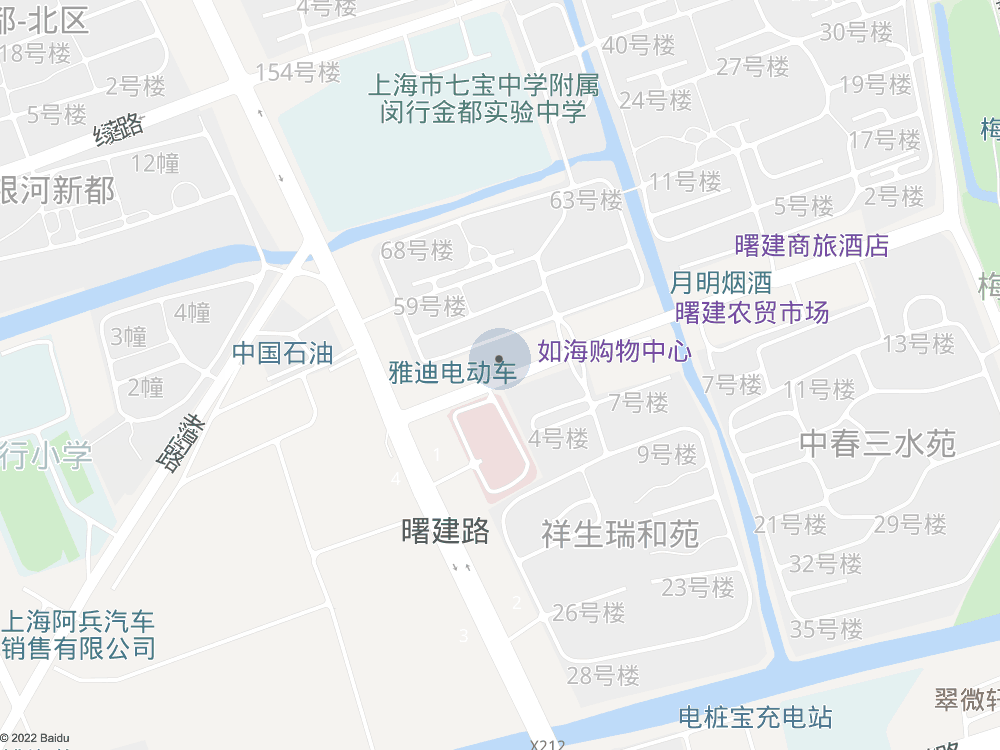 都-北区
4号楼
18号楼
2号楼
154号楼
5号楼
12幢
银河新都
上海市七宝中学附属
闵行金都实验中学
40号楼
30号楼
27号楼
19号楼
24号楼
17号楼
梅
11号楼
2号楼
63号楼
5号楼
68号楼
曙建商旅酒店
59号楼
月明烟酒
曙建农贸市场
梅
4幢
3幢
中国石油
2幢
雅迪电动车
如海购物中心
13号楼
7号楼
11号楼
7号楼
4号楼
9号楼
中春三水苑
行小学
4
曙建路
祥生瑞和苑
21号楼
29号楼
32号楼
23号楼
2
26号楼
3
35号楼
上海阿兵汽车
销售有限公司
28号楼
翠微轩
电桩宝充电站
X212
© 2022 Baidu